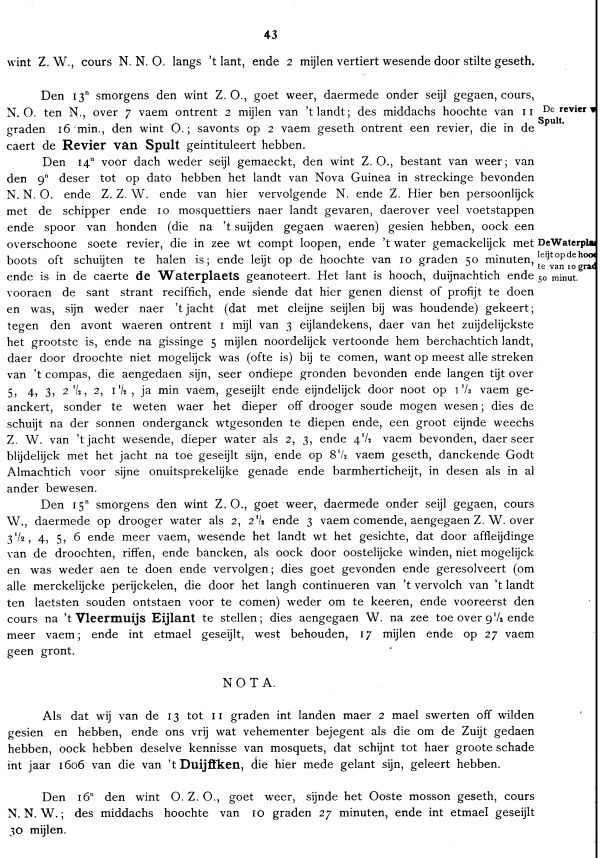 43
wint Z. W., cours N. N. O. langs 't lant, ende 2 mijlen vertiert wesende door stilte geseth.
Den 13n smorgens den wint Z. O., goet weer, daermede onder seijl gegaen, cours,
N. O. ten N., over 7 vaem ontrent 2 mijlen van 't landt; des middachs hoochte van 11
graden 16 min., den wint O.; savonts op 2 vaem geseth ontrent een revier, die in de
caert de Revier van Spult geintituleert hebben.
De revier v
Spult.
Den 14n voor dach weder seijl gemaeckt, den wint Z. O., bestant van weer; van
den 9n deser tot op dato hebben het landt van Nova Guinea in streckinge bevonden
N. N. O. ende Z. Z. W. ende van hier vervolgende N. ende Z. Hier ben persoonlijck
met de schipper ende 10 mosquettiers naer landt gevaren, daerover veel voetstappen
ende spoor van honden (die na 't suijden gegaen waeren) gesien hebben, oock een
overschoone soete revier, die in zee wt compt loopen, ende 't water gemackelijck met
boots oft schuijten te halen is; ende leijt op de hoochte van 10 graden 50 minuten,
ende is in de caerte de Waterplaets geanoteert. Het lant is hooch, duijnachtich ende
vooraen de sant strant reciffich, ende siende dat hier genen dienst of profijt te doen
en was, sijn weder naer 't jacht (dat met cleijne seijlen bij was houdende) gekeert;
tegen den avont waeren ontrent 1 mijl van 3 eijlandekens, daer van het zuijdelijckste
het grootste is, ende na gissinge 5 mijlen noordelijck vertoonde hem berchachtich landt,
daer door droochte niet mogelijck was (ofte is) bij te comen, want op meest alle streken
van 't compas, die aengedaen sijn, seer ondiepe gronden bevonden ende langen tijt over
5, 4, 3, 2 1/2, 2, 1 1/2, ja min vaem, geseijlt ende eijndelijck door noot op 1 1/2 vaem ge-
anckert, sonder te weten waer het dieper off drooger soude mogen wesen; dies de
schuijt na der sonnen onderganck wtgesonden te diepen ende, een groot eijnde weechs
Z. W. van 't jacht wesende, dieper water als 2, 3, ende 4 1/2 vaem bevonden, daer seer
blijdelijck met het jacht na toe geseijlt sijn, ende op 8 1/2 vaem geseth, danckende Godt
Almachtich voor sijne onuitsprekelijke genade ende barmherticheijt, in desen als in al
ander bewesen.
De Waterplae
leijt op de hooc
te van 10 grad
50 minut.
Den 15n smorgens den wint Z. O., goet weer, daermede onder seijl gegaen, cours
W., daermede op drooger water als 2, 2 1/2 ende 3 vaem comende, aengegaen Z. W. over
3 1/2, 4, 5, 6 ende meer vaem, wesende het landt wt het gesichte, dat door affleijdinge
van de droochten, riffen, ende bancken, als oock door oostelijcke winden, niet mogelijck
en was weder aen te doen ende vervolgen; dies goet gevonden ende geresolveert (om
alle merckelijcke perijckelen, die door het langh continueren van 't vervolch van 't landt
ten laetsten souden ontstaen voor te comen) weder om te keeren, ende vooreerst den
cours na 't Vleermuijs Eijlant te stellen; dies aengegaen W. na zee toe over 9 1/2 ende
meer vaem; ende int etmael geseijlt, west behouden, 17 mijlen ende op 27 vaem
geen gront.
NOTA.
Als dat wij van de 13 tot 11 graden int landen maer 2 mael swerten off wilden
gesien en hebben, ende ons vrij wat vehementer bejegent als die om de Zuijt gedaen
hebben, oock hebben deselve kennisse van mosquets, dat schijnt tot haer groote schade
int jaar 1606 van die van 't Duijffken, die hier mede gelant sijn, geleert hebben.
Den 16n den wint O. Z. O., goet weer, sijnde het Ooste mosson geseth, cours
N. N. W.; des middachs hoochte van 10 graden 27 minuten, ende int etmael geseijlt
30 mijlen.